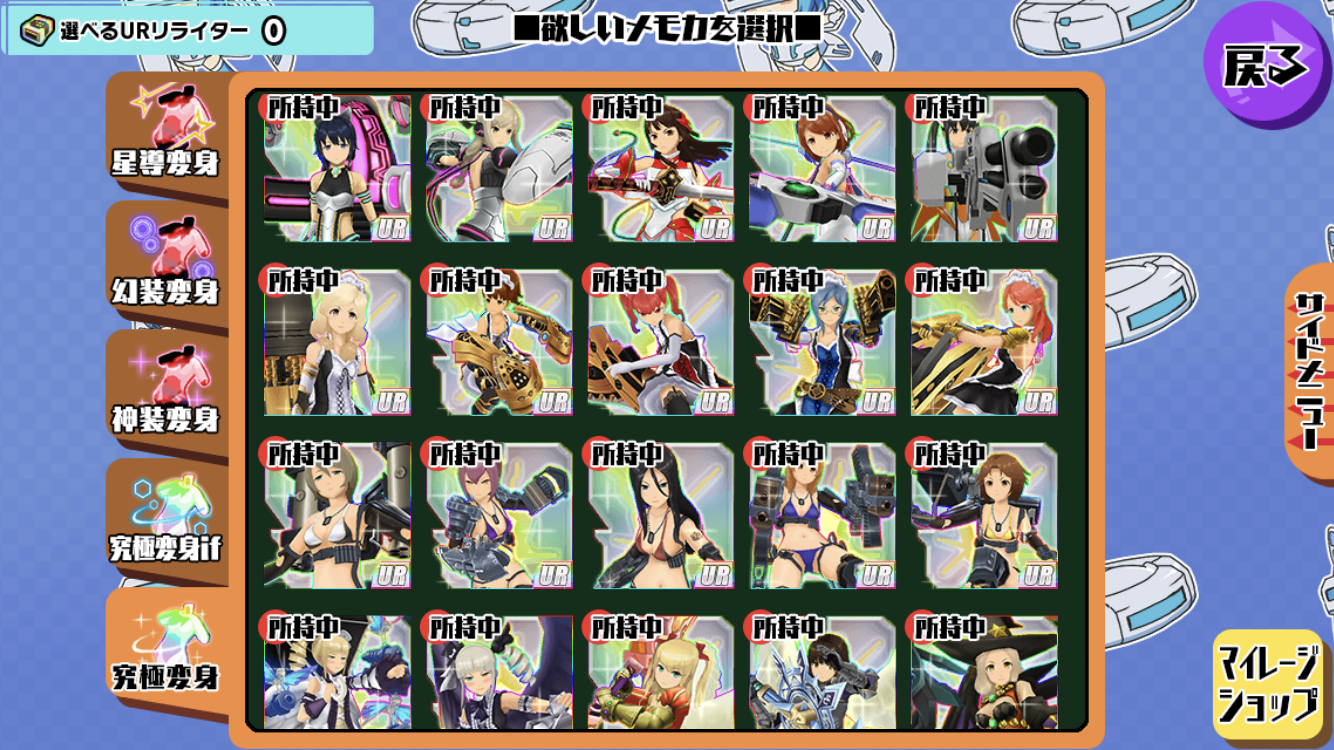 選べるURリライター 0
■欲しいメモカを選択■
戻る
星導変身
幻装変身
神装変身
究極変身if
究極変身
所持中 所持中 所持中 所持中 所持中
UR UR UR UR UR
所持中 所持中 所持中 所持中 所持中
UR UR UR UR UR
所持中 所持中 所持中 所持中 所持中
UR UR UR UR UR
所持中 所持中 所持中 所持中 所持中
サイドメニュー
マイレージ
ショップ